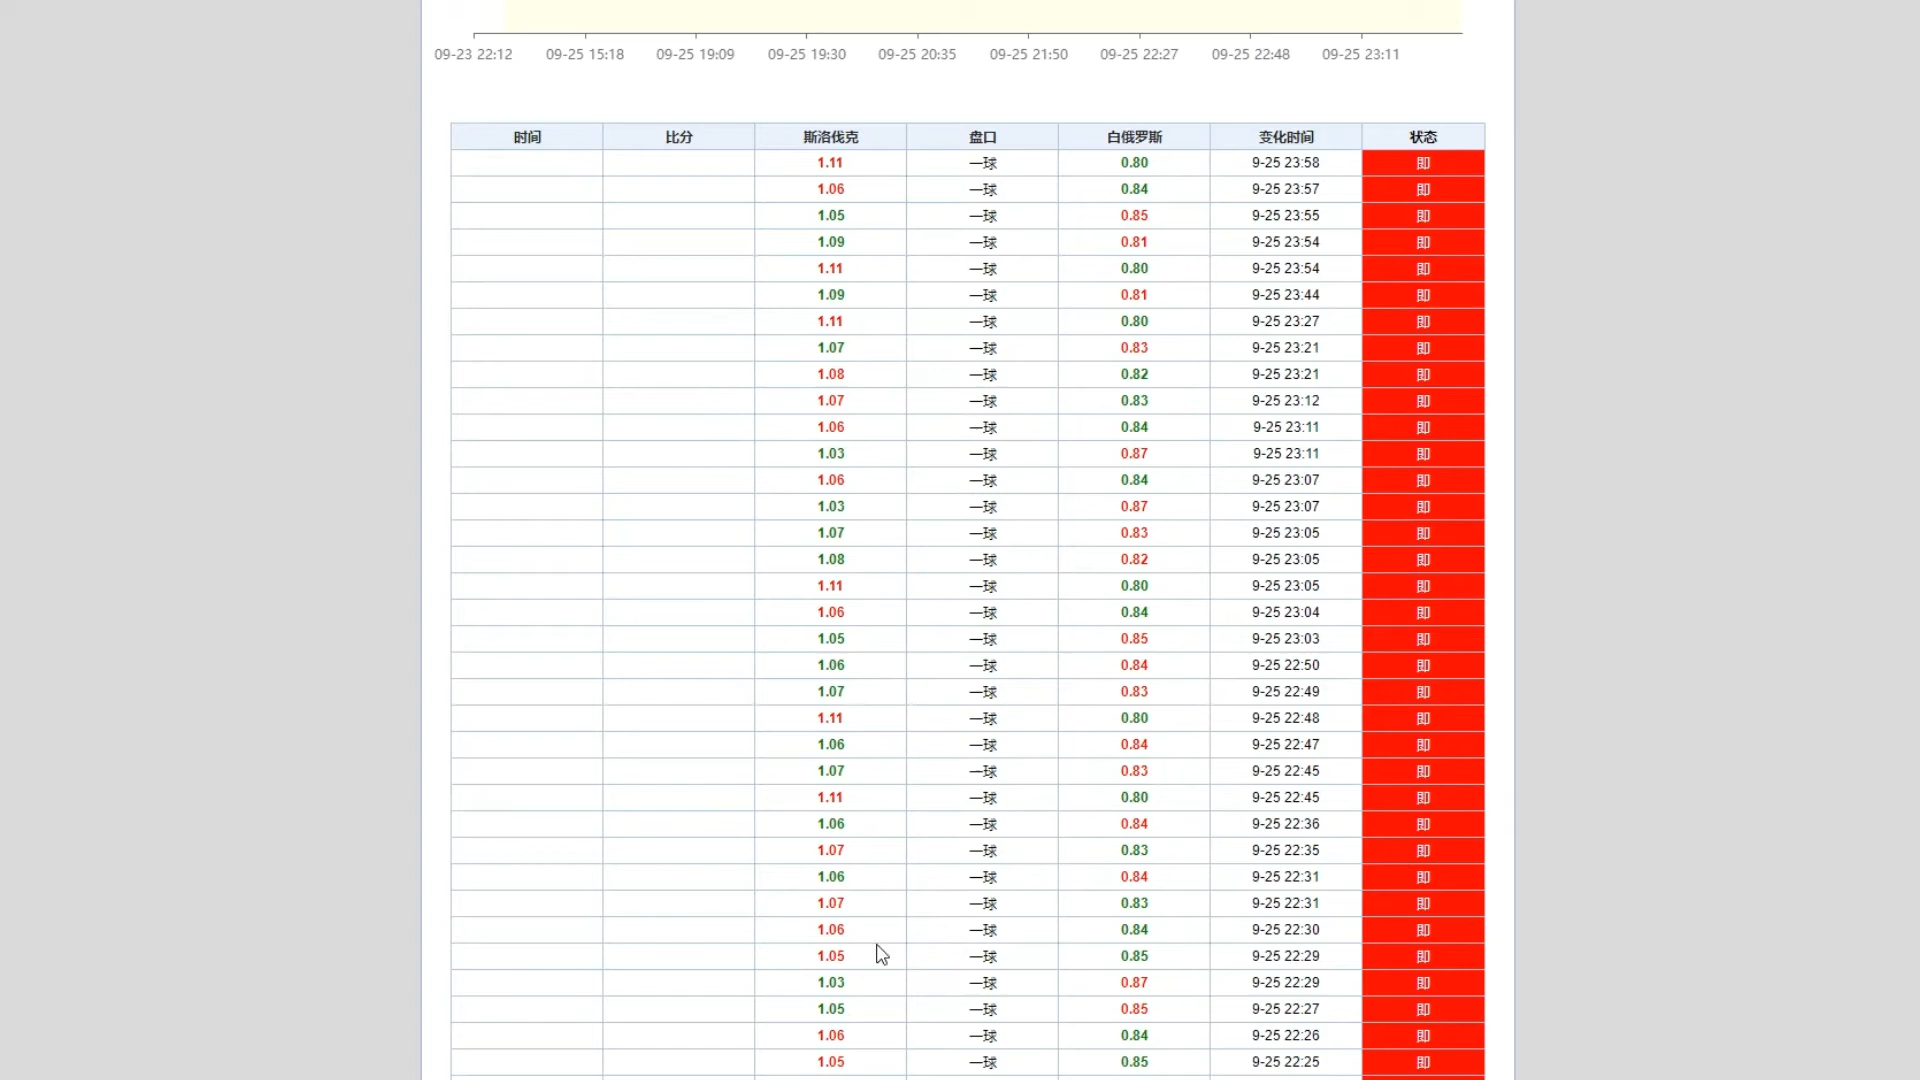 09-23 22:12 09-25 15:18 09-25 19:09 09-25 19:30 09-25 20:35 09-25 21:50 09-25 22:27 09-25 22:48 09-25 23:11
时间 比分 斯洛伐克 盘口 白俄罗斯 变化时间 状态
1.11 一球 0.80 9-25 23:58 即
1.06 一球 0.84 9-25 23:57 即
1.05 一球 0.85 9-25 23:55 即
1.09 一球 0.81 9-25 23:54 即
1.11 一球 0.80 9-25 23:54 即
1.09 一球 0.81 9-25 23:44 即
1.11 一球 0.80 9-25 23:27 即
1.07 一球 0.83 9-25 23:21 即
1.08 一球 0.82 9-25 23:21 即
1.07 一球 0.83 9-25 23:12 即
1.06 一球 0.84 9-25 23:11 即
1.03 一球 0.87 9-25 23:11 即
1.06 一球 0.84 9-25 23:07 即
1.03 一球 0.87 9-25 23:07 即
1.07 一球 0.83 9-25 23:05 即
1.08 一球 0.82 9-25 23:05 即
1.11 一球 0.80 9-25 23:05 即
1.06 一球 0.84 9-25 23:04 即
1.05 一球 0.85 9-25 23:03 即
1.06 一球 0.84 9-25 22:50 即
1.07 一球 0.83 9-25 22:49 即
1.11 一球 0.80 9-25 22:48 即
1.06 一球 0.84 9-25 22:47 即
1.07 一球 0.83 9-25 22:45 即
1.11 一球 0.80 9-25 22:45 即
1.06 一球 0.84 9-25 22:36 即
1.07 一球 0.83 9-25 22:35 即
1.06 一球 0.84 9-25 22:31 即
1.07 一球 0.83 9-25 22:31 即
1.06 一球 0.84 9-25 22:30 即
1.05 一球 0.85 9-25 22:29 即
1.03 一球 0.87 9-25 22:29 即
1.05 一球 0.85 9-25 22:27 即
1.06 一球 0.84 9-25 22:26 即
1.05 一球 0.85 9-25 22:25 即